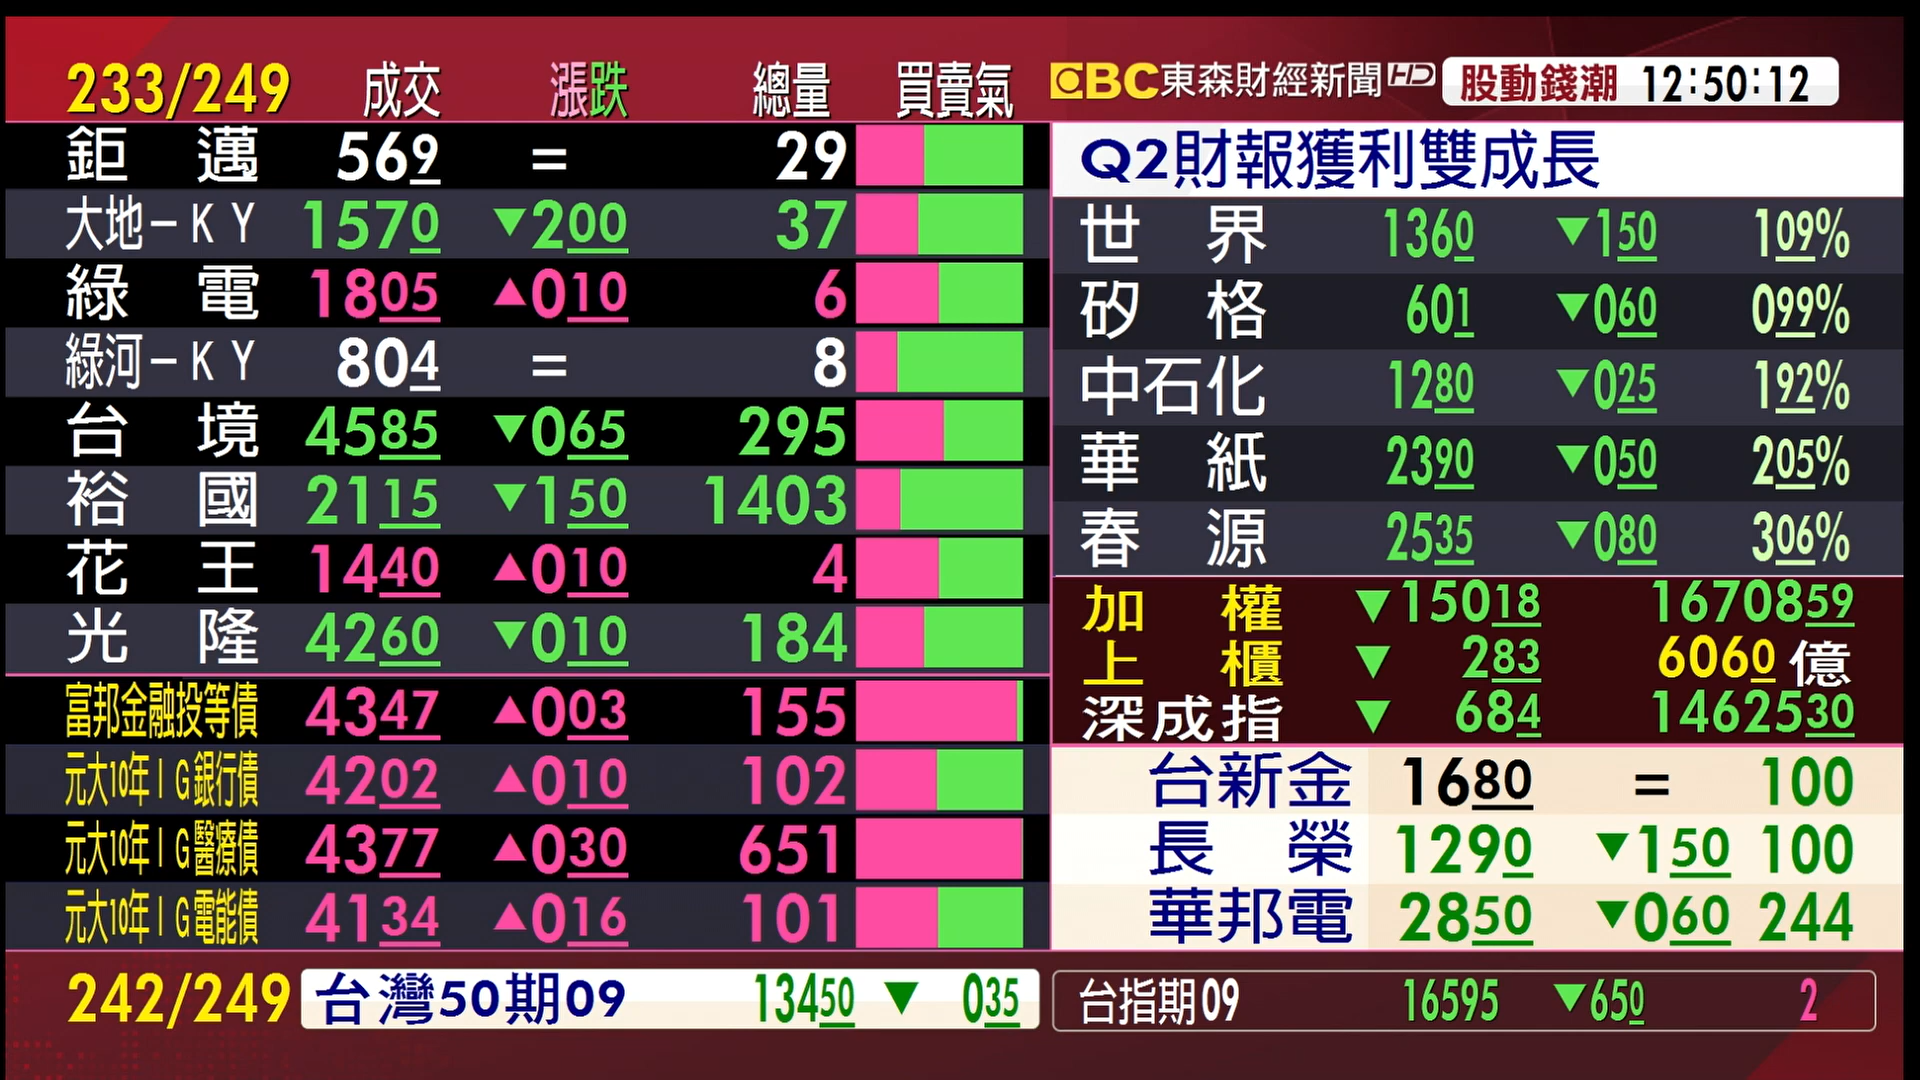 233/249 成交 漲跌 總量 買賣氣
鉅邁 569 = 29
大地-KY 1570 ▼200 37
綠電 1805 ▲010 6
綠河-KY 804 = 8
台境 4585 ▼065 295
裕國 2115 ▼150 1403
花王 1440 ▲010 4
光隆 4260 ▼010 184
富邦金融投等債 4347 ▲003 155
元大10年IG銀行債 4202 ▲010 102
元大10年IG醫療債 4377 ▲030 651
元大10年IG電能債 4134 ▲016 101
EBC東森財經新聞HD 股動錢潮 12:50:12
Q2財報獲利雙成長
世界 1360 ▼150 109%
矽格 601 ▼060 099%
中石化 1280 ▼025 192%
華紙 2390 ▼050 205%
春源 2535 ▼080 306%
加權 ▼15018 1670859
上櫃 ▼283 6060億
深成指 ▼684 1462530
台新金 1680 = 100
長榮 1290 ▼150 100
華邦電 2850 ▼060 244
242/249 台灣50期09 13450 ▼035
台指期09 16595 ▼650 2